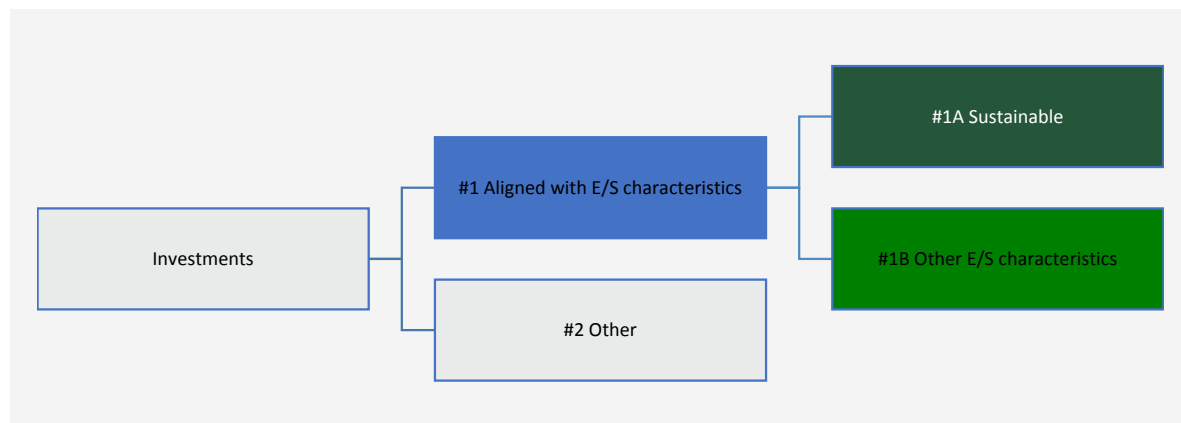 Investments
#1 Aligned with E/S characteristics
#2 Other
#1A Sustainable
#1B Other E/S characteristics